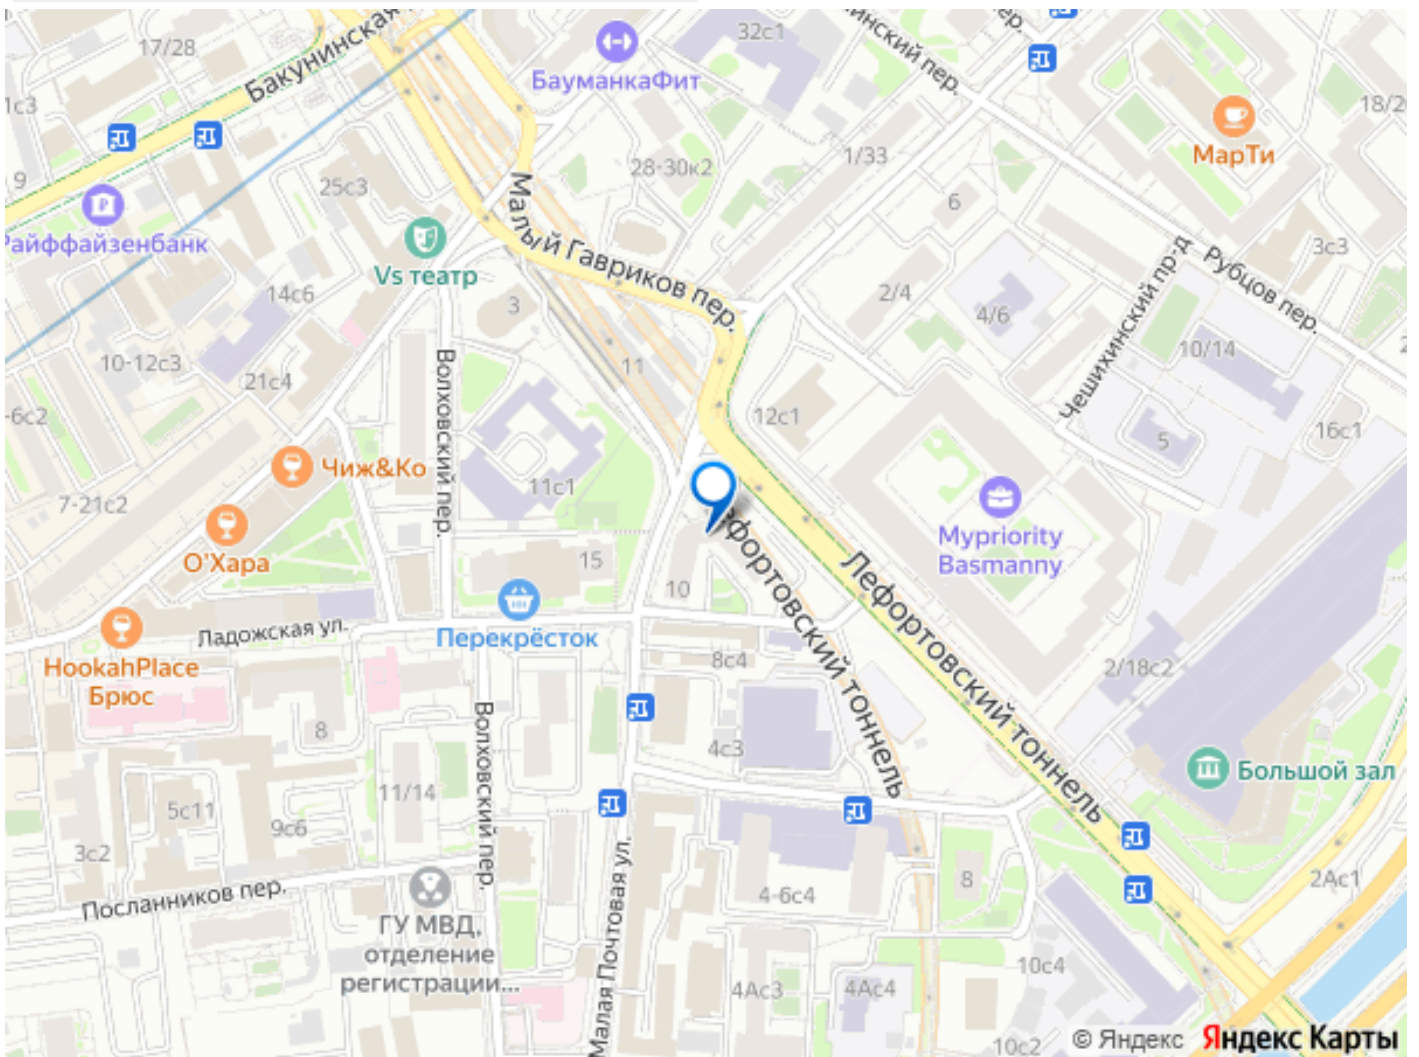 17/28
Бакунинская
32с1
БауманкаФит
инский пер.
пер.
18/2
МарТи
1с3
9
25с3
28-30к2
1/33
6
Райффайзенбанк
Vs театр
Малый Гавриков пер.
3с3
Рубцов пер.
Чешихинский пр-д
14с6
3
2/4
4/6
10/14
10-12с3
21с4
Волховский пер.
11
12с1
-6с2
Чиж&Ко
16с1
5
7-21с2
11с1
Mypriority
Basmanny
О'Хара
15
10
Лефортовский тоннель
Лефортовский тоннель
Перекрёсток
Ладожская ул.
HookahPlace
Брюс
8с4
2/18с2
8
Волховский пер.
4с3
Большой зал
11/14
5с11
9с6
3с2
Малая Почтовая ул.
Посланников пер.
4-6с4
8
2Ас1
ГУ МВД,
отделение
регистрации...
10с4
4Ас3
4Ас4
10с2
© Яндекс Яндекс Карты